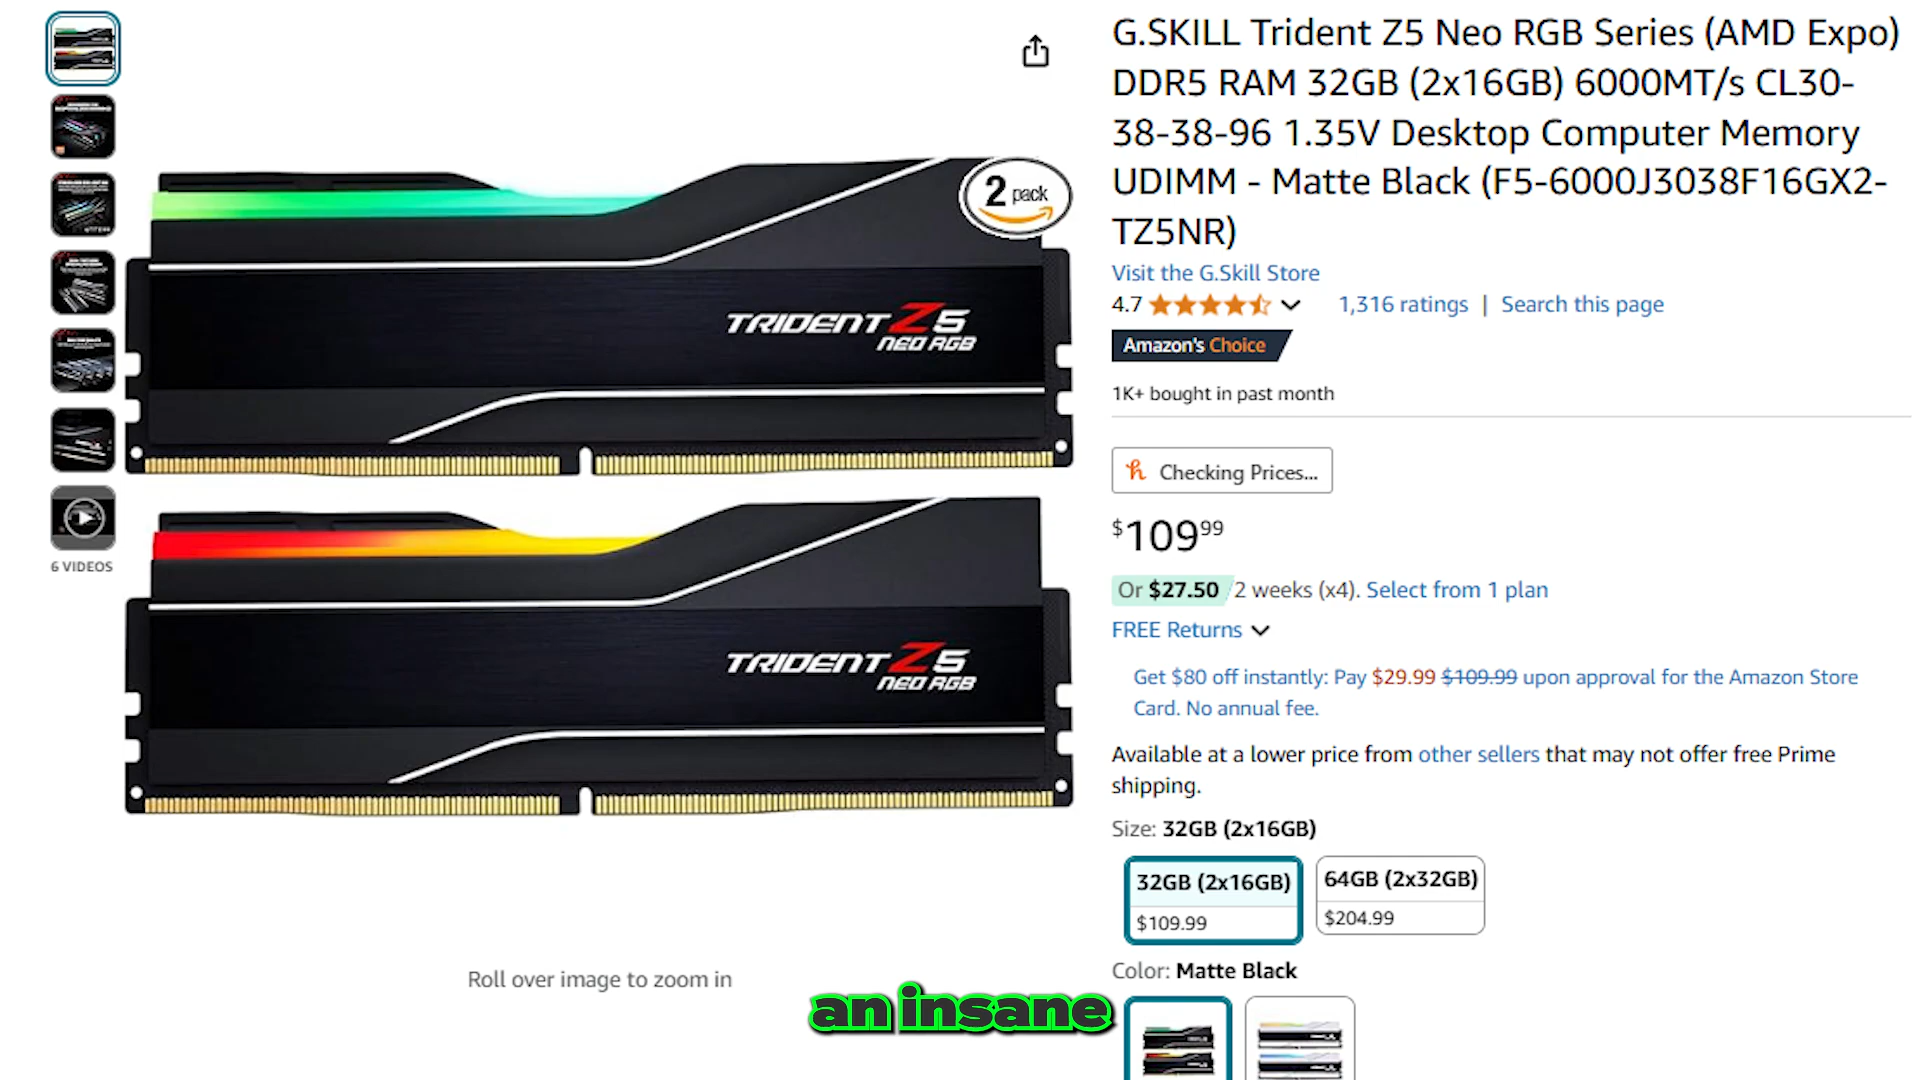 G.SKILL Trident Z5 Neo RGB Series (AMD Expo)
DDR5 RAM 32GB (2x16GB) 6000MT/s CL30-
38-38-96 1.35V Desktop Computer Memory
UDIMM - Matte Black (F5-6000J3038F16GX2-
TZ5NR)
Visit the G.Skill Store
4.7
1,316 ratings | Search this page
Amazon's Choice
1K+ bought in past month
Checking Prices...
$109.99
Or $27.50 /2 weeks (x4). Select from 1 plan
FREE Returns
Get $80 off instantly: Pay $29.99 $109.99 upon approval for the Amazon Store
Card. No annual fee.
Available at a lower price from other sellers that may not offer free Prime
shipping.
Size: 32GB (2x16GB)
32GB (2x16GB)
$109.99
64GB (2x32GB)
$204.99
Color: Matte Black
2 pack
TRIDENT Z5
NEO RGB
TRIDENT Z5
NEO RGB
6 VIDEOS
Roll over image to zoom in
an insane